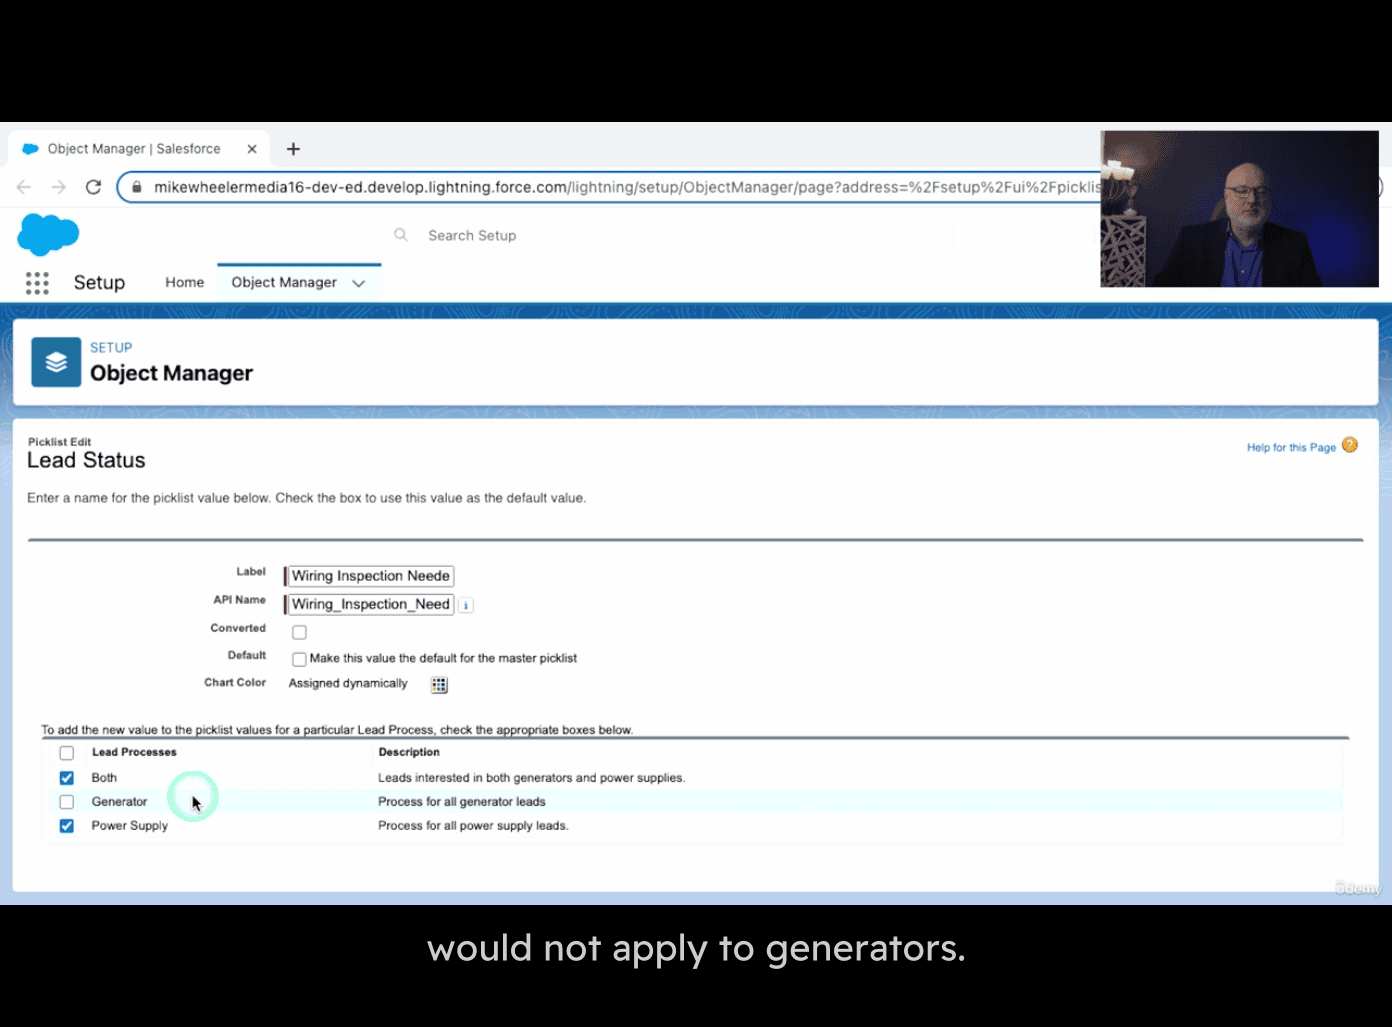 Object Manager | Salesforce
mikewheelermedia16-dev-ed.develop.lightning.force.com/lightning/setup/ObjectManager/page?address=%2Fsetup%2Fui%2Fpicklis
Search Setup
Setup Home Object Manager
SETUP
Object Manager
Picklist Edit
Lead Status
Help for this Page
Enter a name for the picklist value below. Check the box to use this value as the default value.
Label Wiring Inspection Neede
API Name Wiring_Inspection_Need
Converted
Default Make this value the default for the master picklist
Chart Color Assigned dynamically
To add the new value to the picklist values for a particular Lead Process, check the appropriate boxes below.
Lead Processes Description
Both Leads interested in both generators and power supplies.
Generator Process for all generator leads
Power Supply Process for all power supply leads.
Udemy
would not apply to generators.